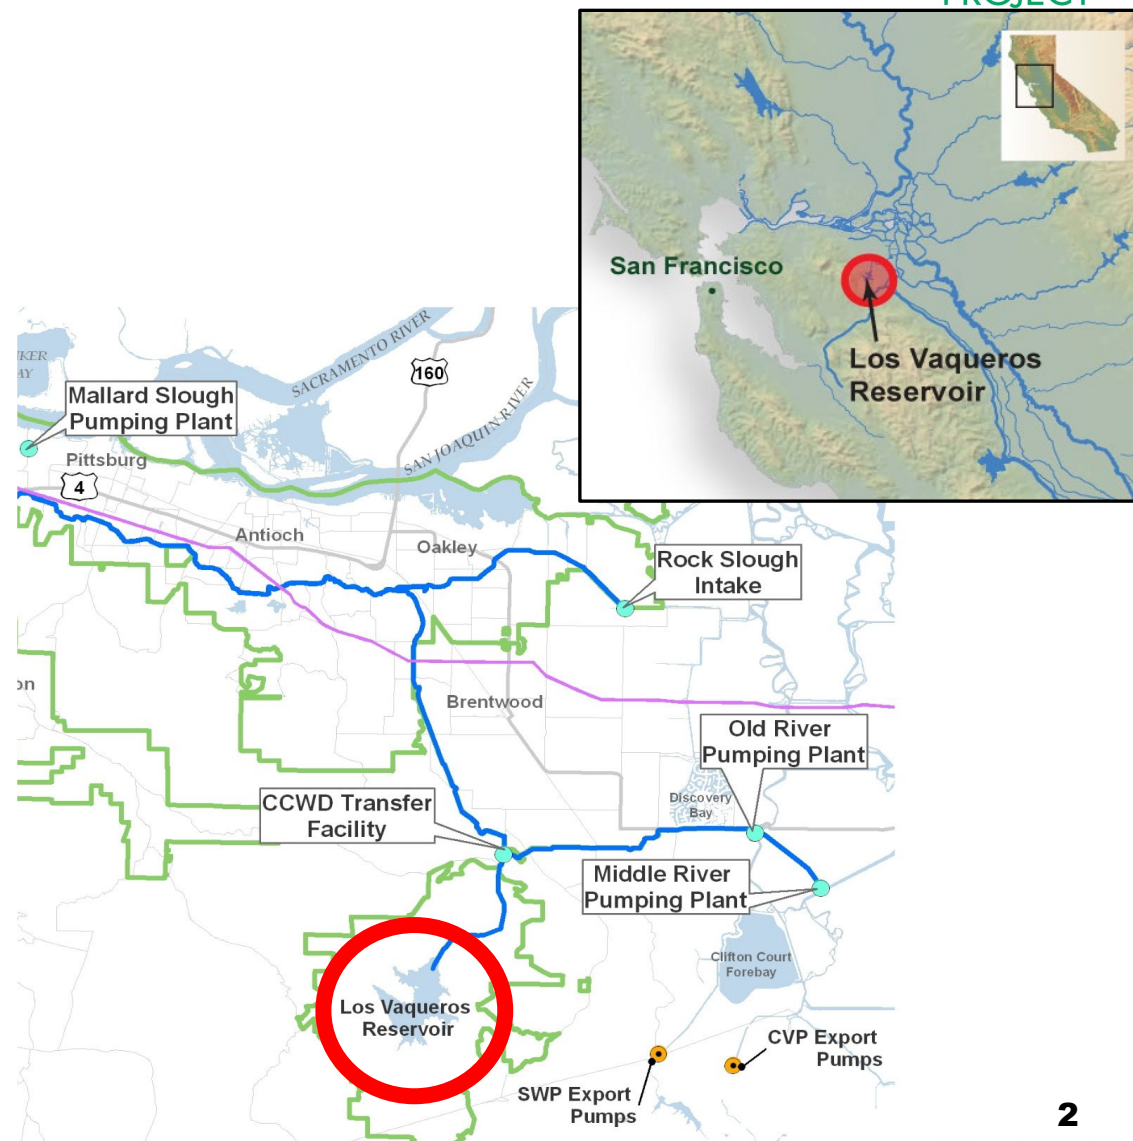 PROJECT
San Francisco
Los Vaqueros
Reservoir
SACRAMENTO RIVER
160
SAN JOAQUIN RIVER
Mallard Slough
Pumping Plant
Pittsburg
4
Antioch
Oakley
Rock Slough
Intake
Brentwood
Old River
Pumping Plant
Discovery
Bay
CCWD Transfer
Facility
Middle River
Pumping Plant
Clifton Court
Forebay
Los Vaqueros
Reservoir
CVP Export
Pumps
SWP Export
Pumps
2